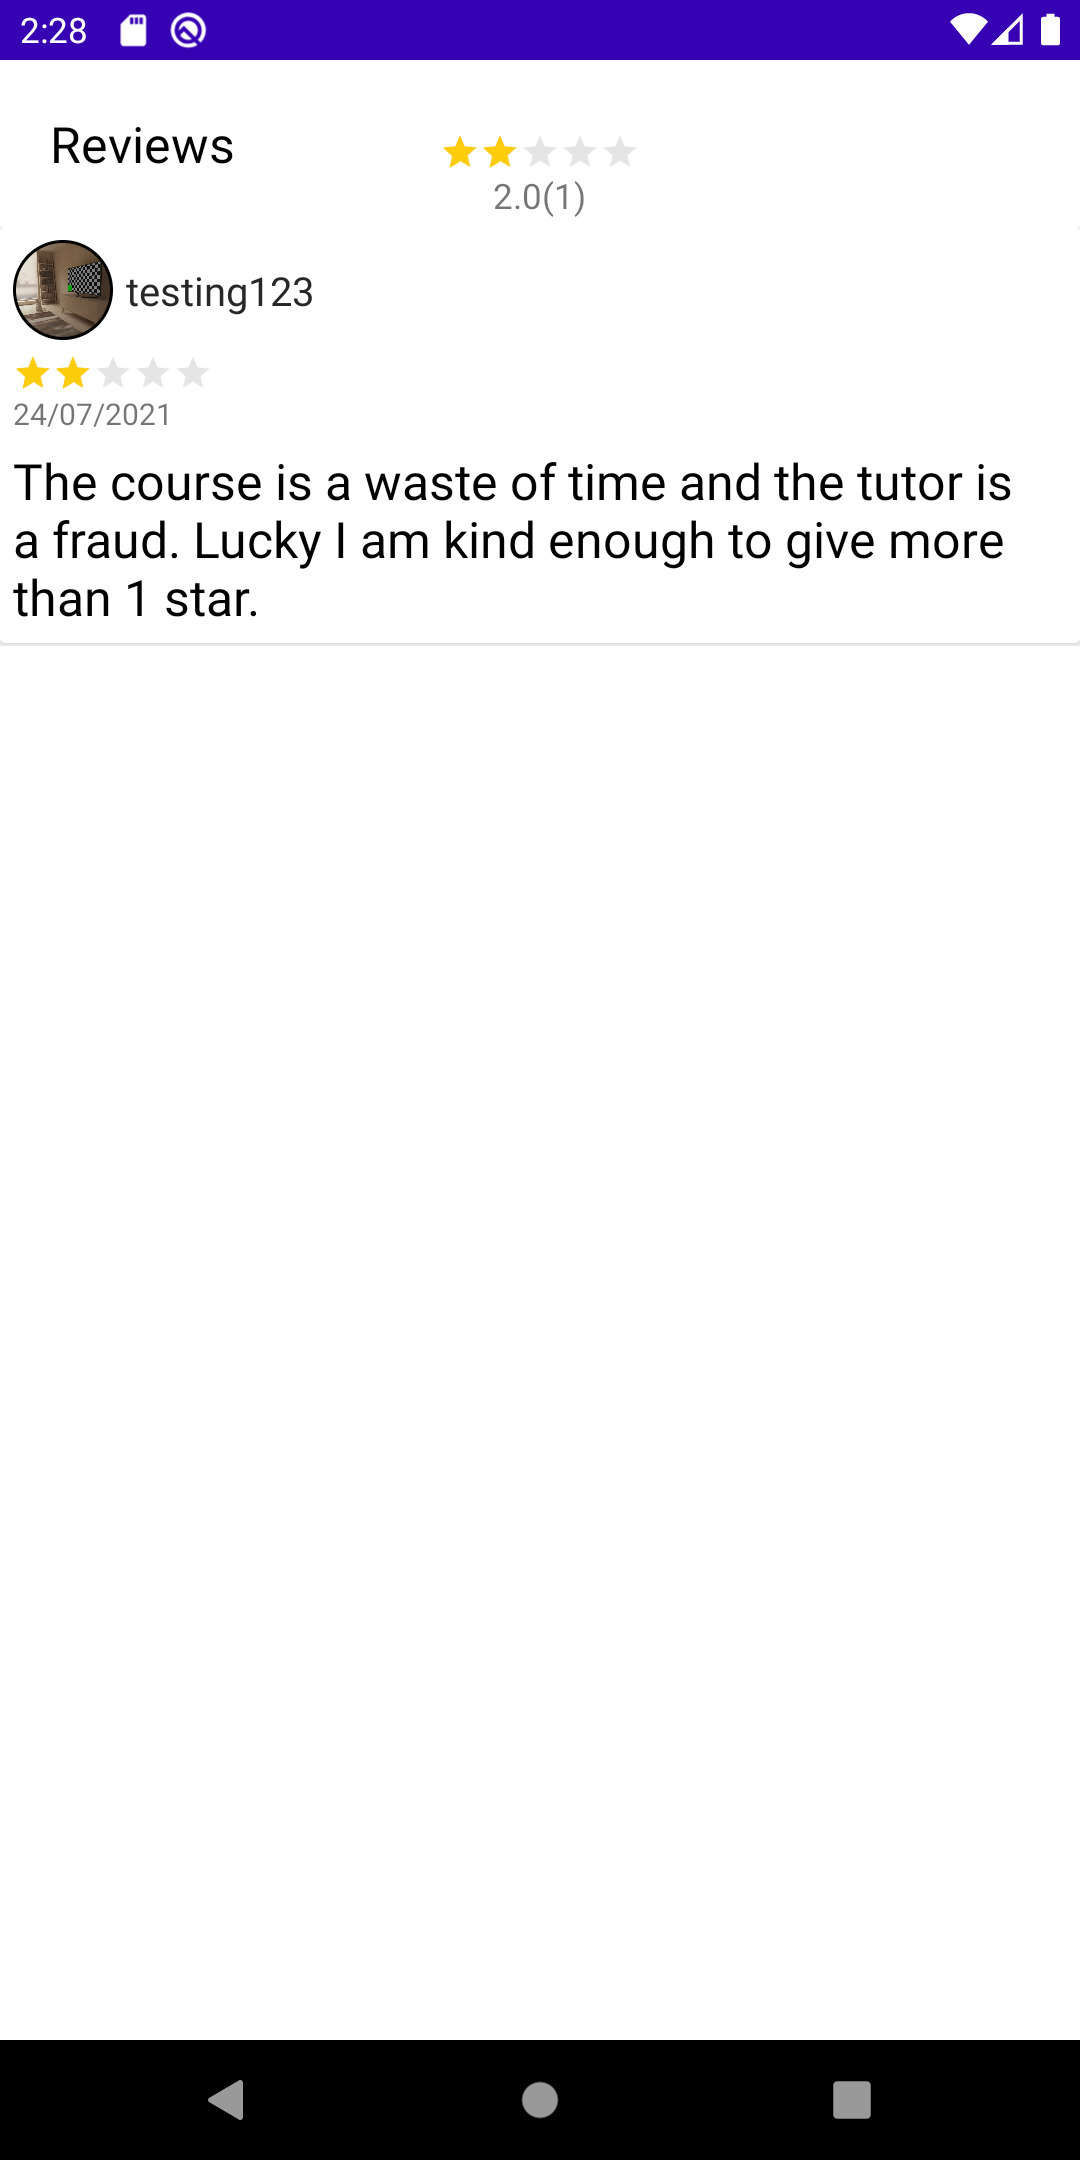 2:28
Reviews
2.0(1)
testing123
24/07/2021
The course is a waste of time and the tutor is
a fraud. Lucky I am kind enough to give more
than 1 star.